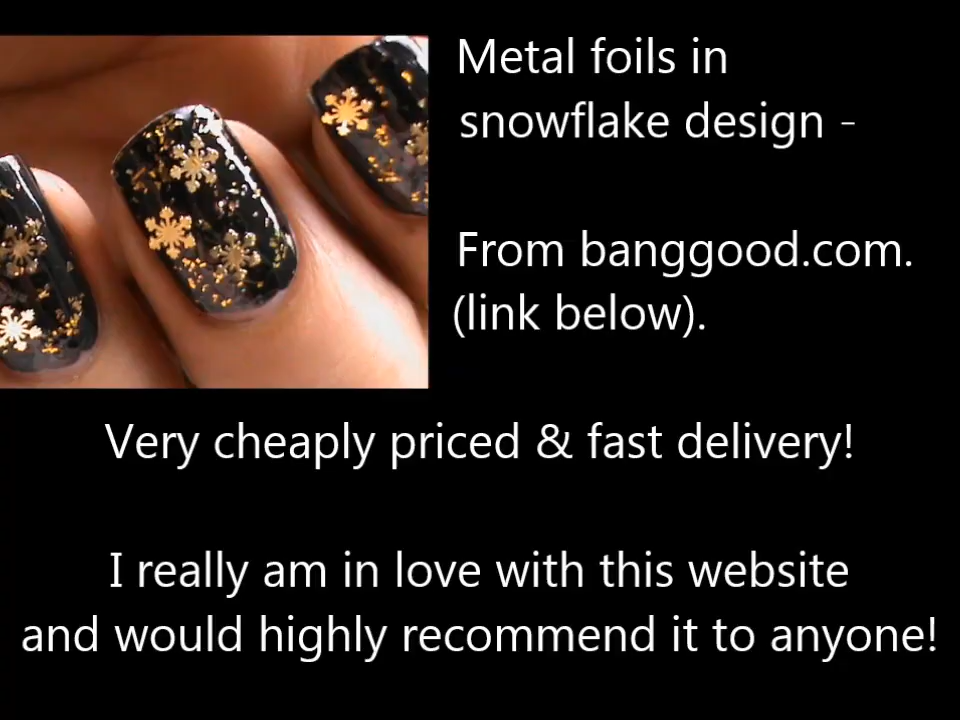 Metal foils in
snowflake design -
From banggood.com.
(link below).
Very cheaply priced & fast delivery!
I really am in love with this website
and would highly recommend it to anyone!